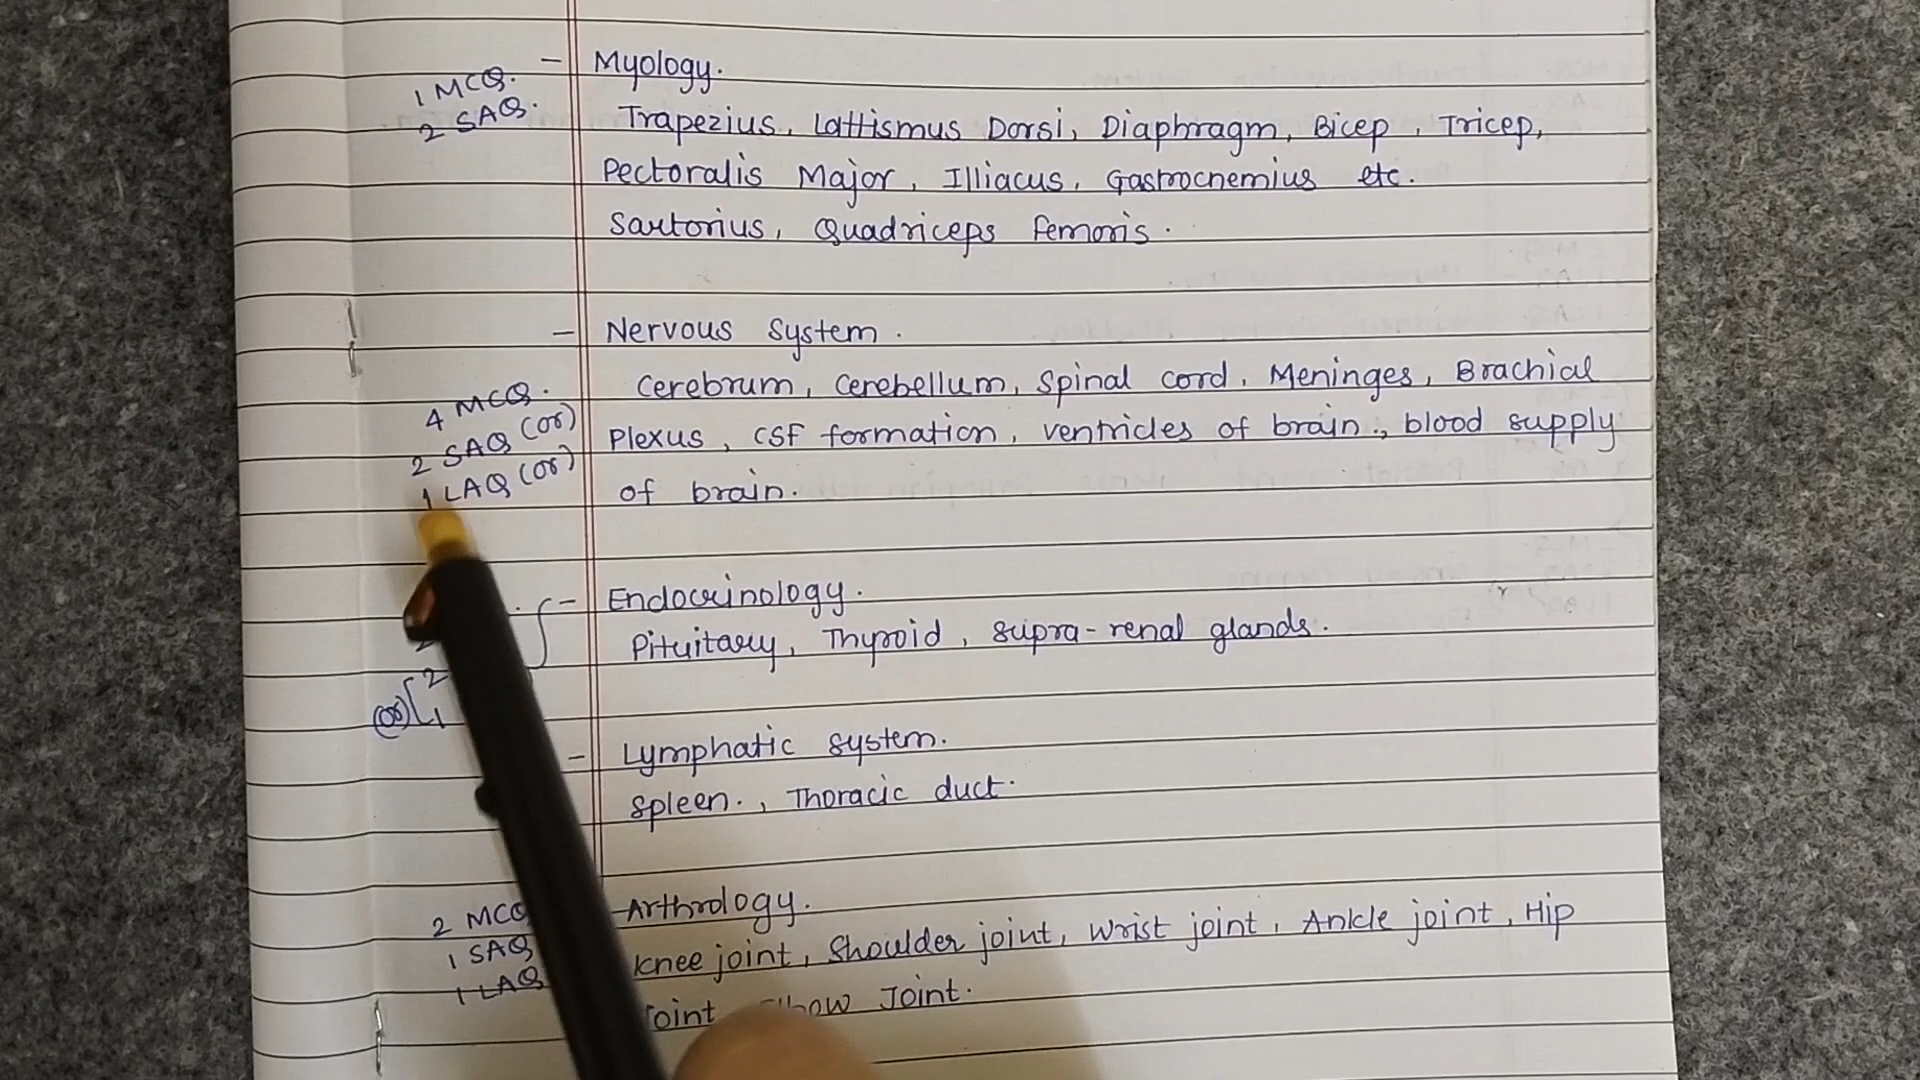 - Myology.
1 MCQ.
2 SAQ.
Trapezius, Lattismus Dorsi, Diaphragm, Bicep, Tricep,
Pectoralis Major, Illiacus, Gastrocnemius etc.
Sartorius, Quadriceps femoris.
- Nervous system.
4 MCQ.
2 SAQ (or)
1 LAQ (or)
Cerebrum, Cerebellum, Spinal cord, Meninges, Brachial
Plexus, CSF formation, ventricles of brain., blood supply
of brain.
- Endocrinology.
Pituitary, Thyroid, supra-renal glands.
2
(or) 1
- Lymphatic system.
Spleen., Thoracic duct.
2 MCQ
1 SAQ
1 LAQ
Arthrology.
Knee joint, Shoulder joint, Wrist joint, Ankle joint, Hip
Joint.